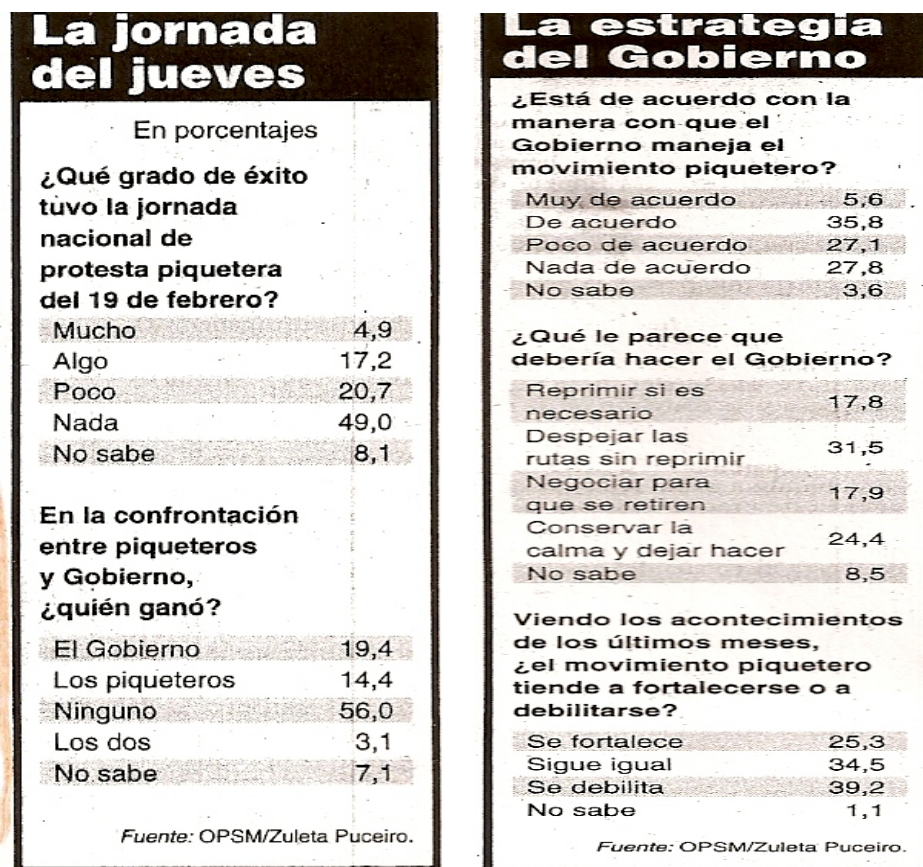 La jornada
del jueves
En porcentajes
¿Qué grado de éxito
tuvo la jornada
nacional de
protesta piquetera
del 19 de febrero?
Mucho 4,9
Algo 17,2
Poco 20,7
Nada 49,0
No sabe 8,1
En la confrontación
entre piqueteros
y Gobierno,
¿quién ganó?
El Gobierno 19,4
Los piqueteros 14,4
Ninguno 56,0
Los dos 3,1
No sabe 7,1
Fuente: OPSM/Zuleta Puceiro.
La estrategia
del Gobierno
¿Está de acuerdo con la
manera con que el
Gobierno maneja el
movimiento piquetero?
Muy de acuerdo 5,6
De acuerdo 35,8
Poco de acuerdo 27,1
Nada de acuerdo 27,8
No sabe 3,6
¿Qué le parece que
debería hacer el Gobierno?
Reprimir si es
necesario 17,8
Despejar las
rutas sin reprimir 31,5
Negociar para
que se retiren 17,9
Conservar la
calma y dejar hacer 24,4
No sabe 8,5
Viendo los acontecimientos
de los últimos meses,
¿el movimiento piquetero
tiende a fortalecerse o a
debilitarse?
Se fortalece 25,3
Sigue igual 34,5
Se debilita 39,2
No sabe 1,1
Fuente: OPSM/Zuleta Puceiro.